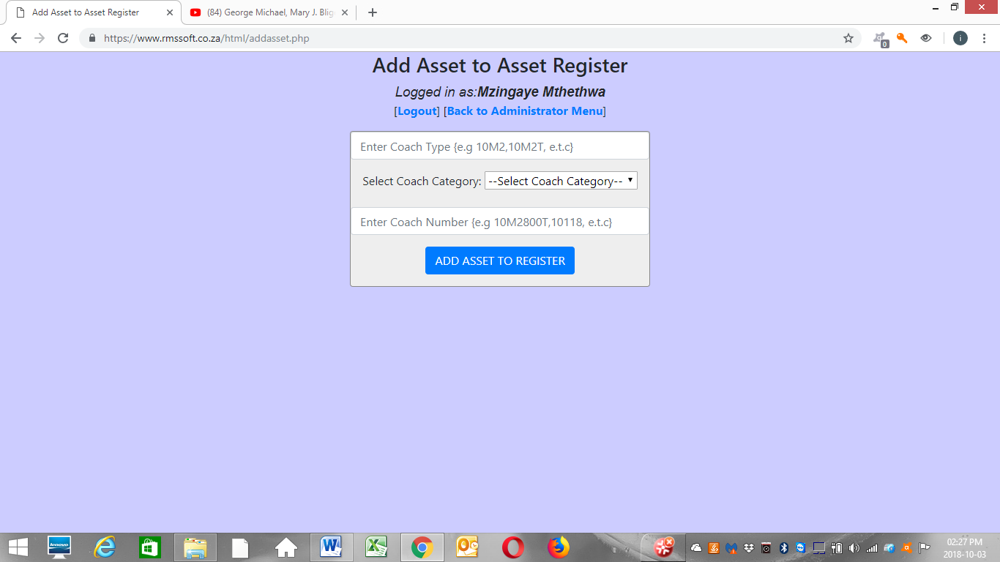 Add Asset to Asset Register
(84) George Michael, Mary J. Blig
https://www.rmssoft.co.za/html/addasset.php
0
i
Add Asset to Asset Register
Logged in as:Mzingaye Mthethwa
[Logout] [Back to Administrator Menu]
Enter Coach Type {e.g 10M2,10M2T, e.t.c}
Select Coach Category: --Select Coach Category--
Enter Coach Number {e.g 10M2800T,10118, e.t.c}
ADD ASSET TO REGISTER
lenovo
02:27 PM
2018-10-03